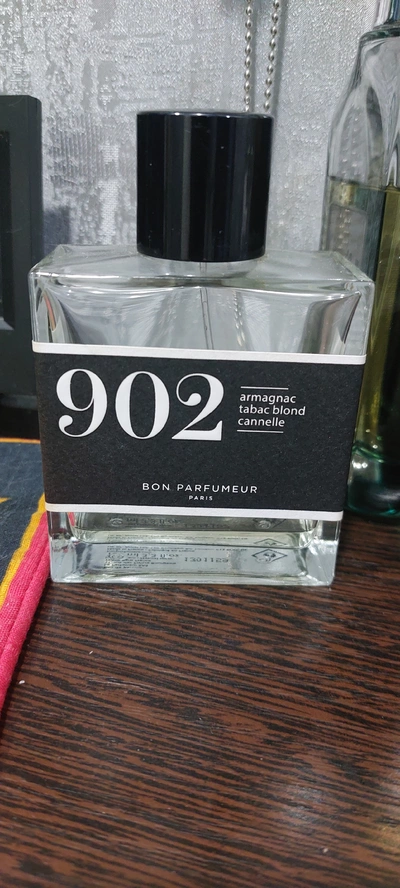 902
armagnac
tabac blond
cannelle
BON PARFUMEUR
PARIS